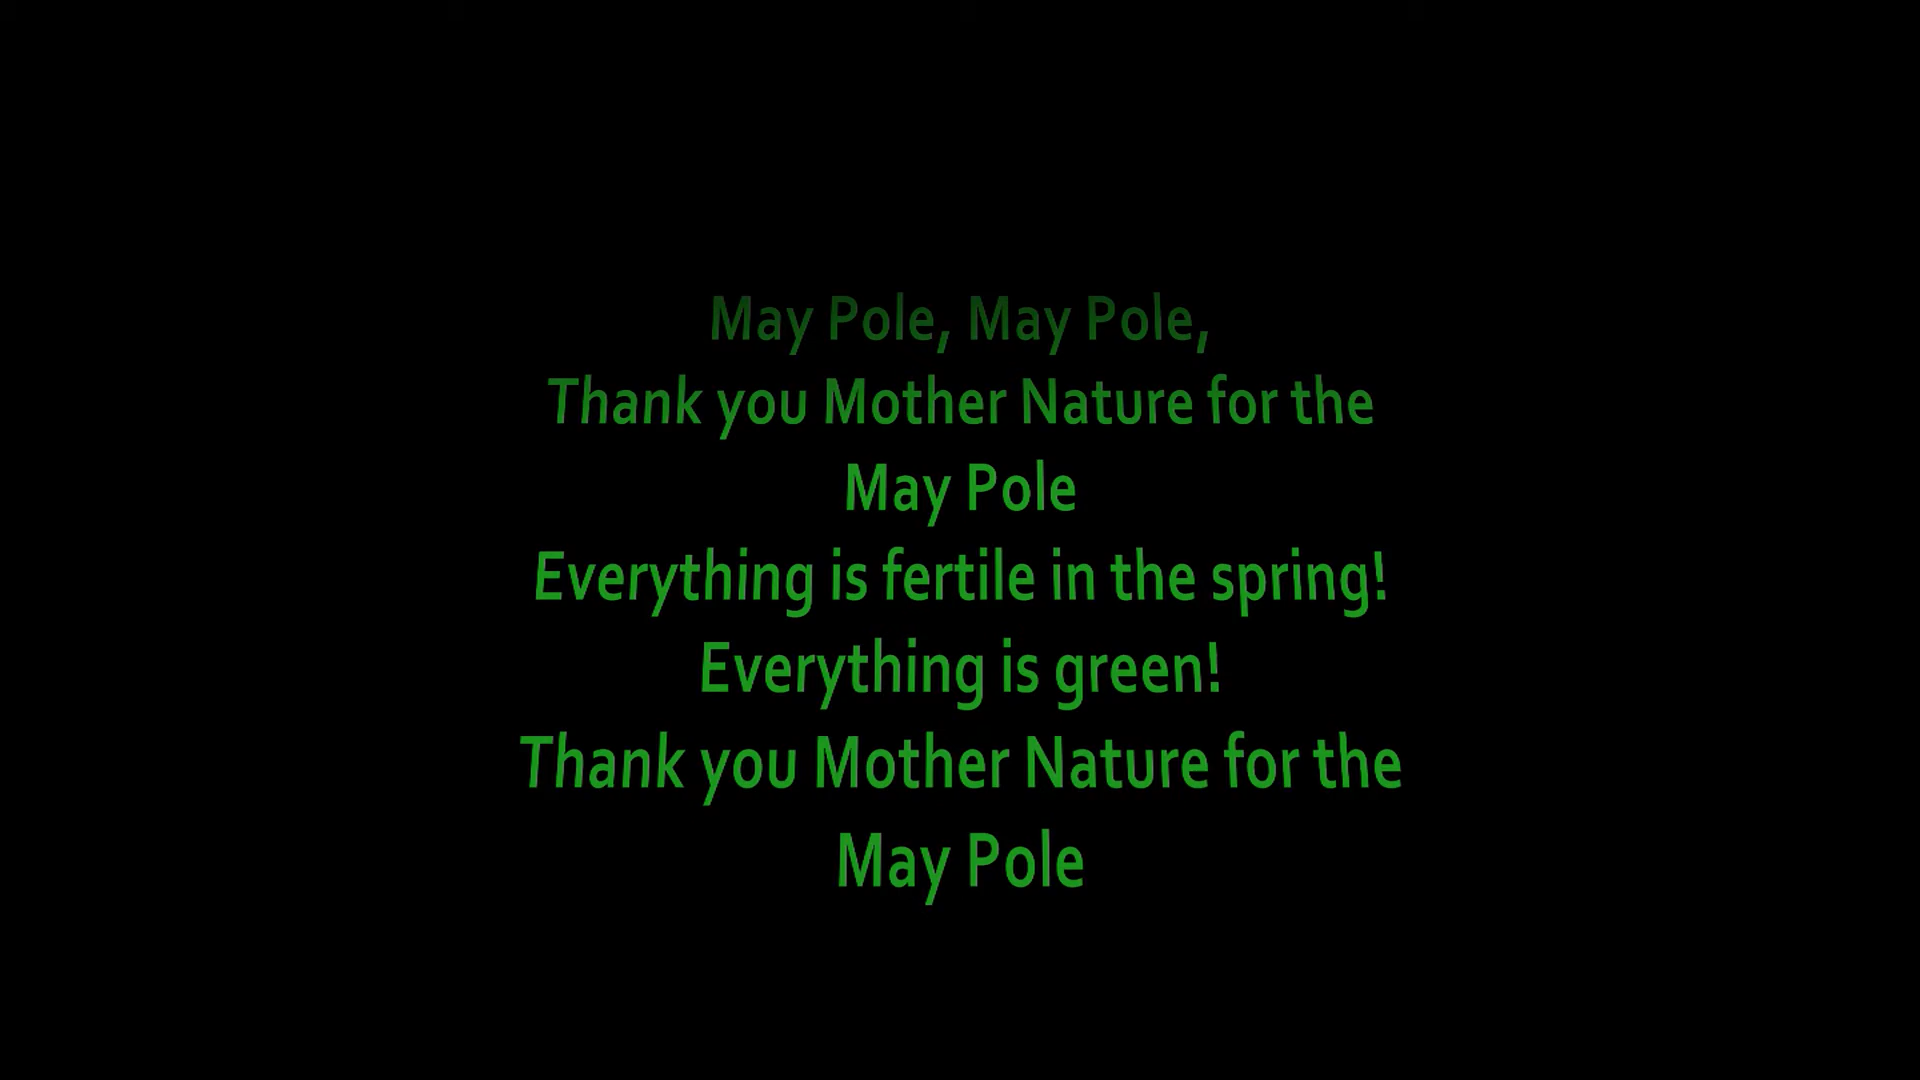 May Pole, May Pole,
Thank you Mother Nature for the
May Pole
Everything is fertile in the spring!
Everything is green!
Thank you Mother Nature for the
May Pole